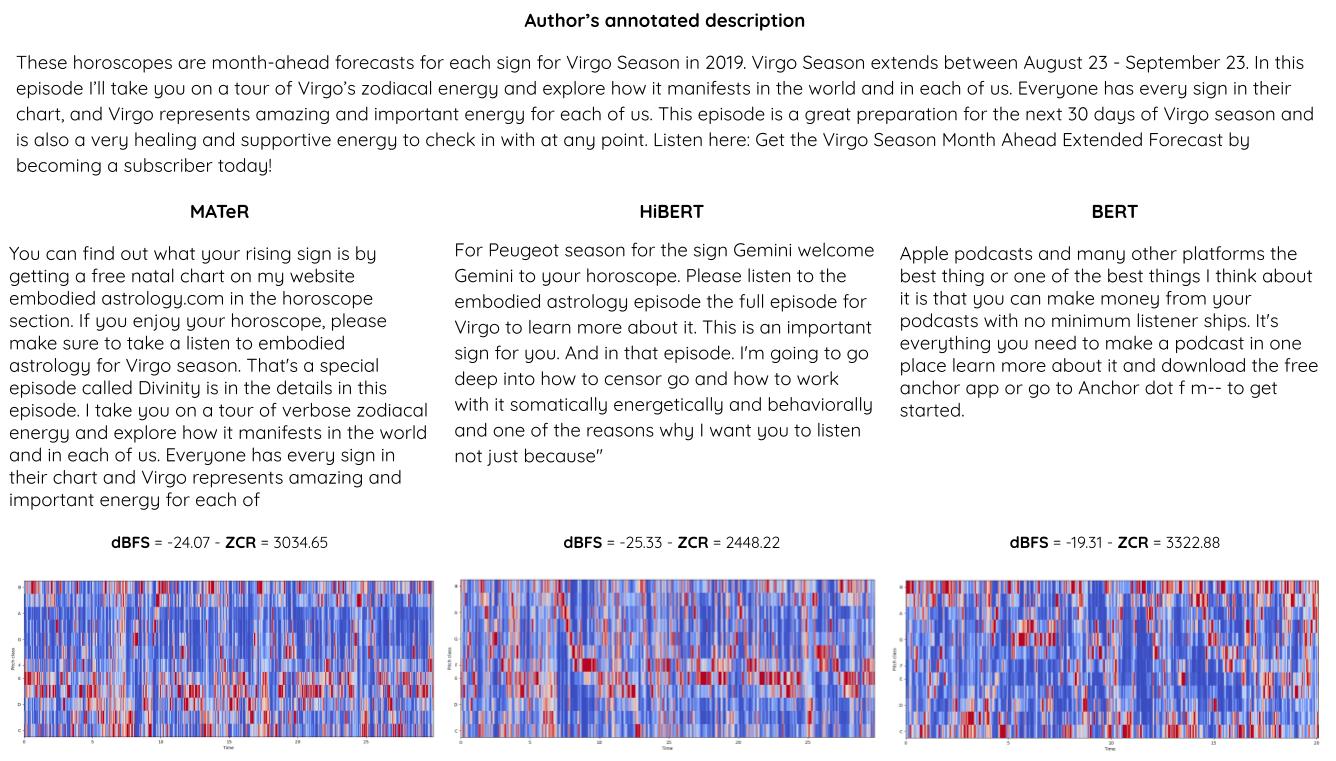 Author's annotated description
These horoscopes are month-ahead forecasts for each sign for Virgo Season in 2019. Virgo Season extends between August 23 - September 23. In this
episode I'll take you on a tour of Virgo's zodiacal energy and explore how it manifests in the world and in each of us. Everyone has every sign in their
chart, and Virgo represents amazing and important energy for each of us. This episode is a great preparation for the next 30 days of Virgo season and
is also a very healing and supportive energy to check in with at any point. Listen here: Get the Virgo Season Month Ahead Extended Forecast by
becoming a subscriber today!
MATeR
You can find out what your rising sign is by
getting a free natal chart on my website
embodied astrology.com in the horoscope
section. If you enjoy your horoscope, please
make sure to take a listen to embodied
astrology for Virgo season. That's a special
episode called Divinity is in the details in this
episode. I take you on a tour of verbose zodiacal
energy and explore how it manifests in the world
and in each of us. Everyone has every sign in
their chart and Virgo represents amazing and
important energy for each of
dBFS = -24.07 - ZCR = 3034.65
Pitch class
B
A
G
F
E
D
C
0 5 10 15 20 25
Time
HiBERT
For Peugeot season for the sign Gemini welcome
Gemini to your horoscope. Please listen to the
embodied astrology episode the full episode for
Virgo to learn more about it. This is an important
sign for you. And in that episode. I'm going to go
deep into how to censor go and how to work
with it somatically energetically and behaviorally
and one of the reasons why I want you to listen
not just because"
dBFS = -25.33 - ZCR = 2448.22
Pitch class
B
A
G
F
E
D
C
0 5 10 15 20 25
Time
BERT
Apple podcasts and many other platforms the
best thing or one of the best things I think about
it is that you can make money from your
podcasts with no minimum listener ships. It's
everything you need to make a podcast in one
place learn more about it and download the free
anchor app or go to Anchor dot f m-- to get
started.
dBFS = -19.31 - ZCR = 3322.88
Pitch class
B
A
G
F
E
D
C
0 5 10 15 20
Time